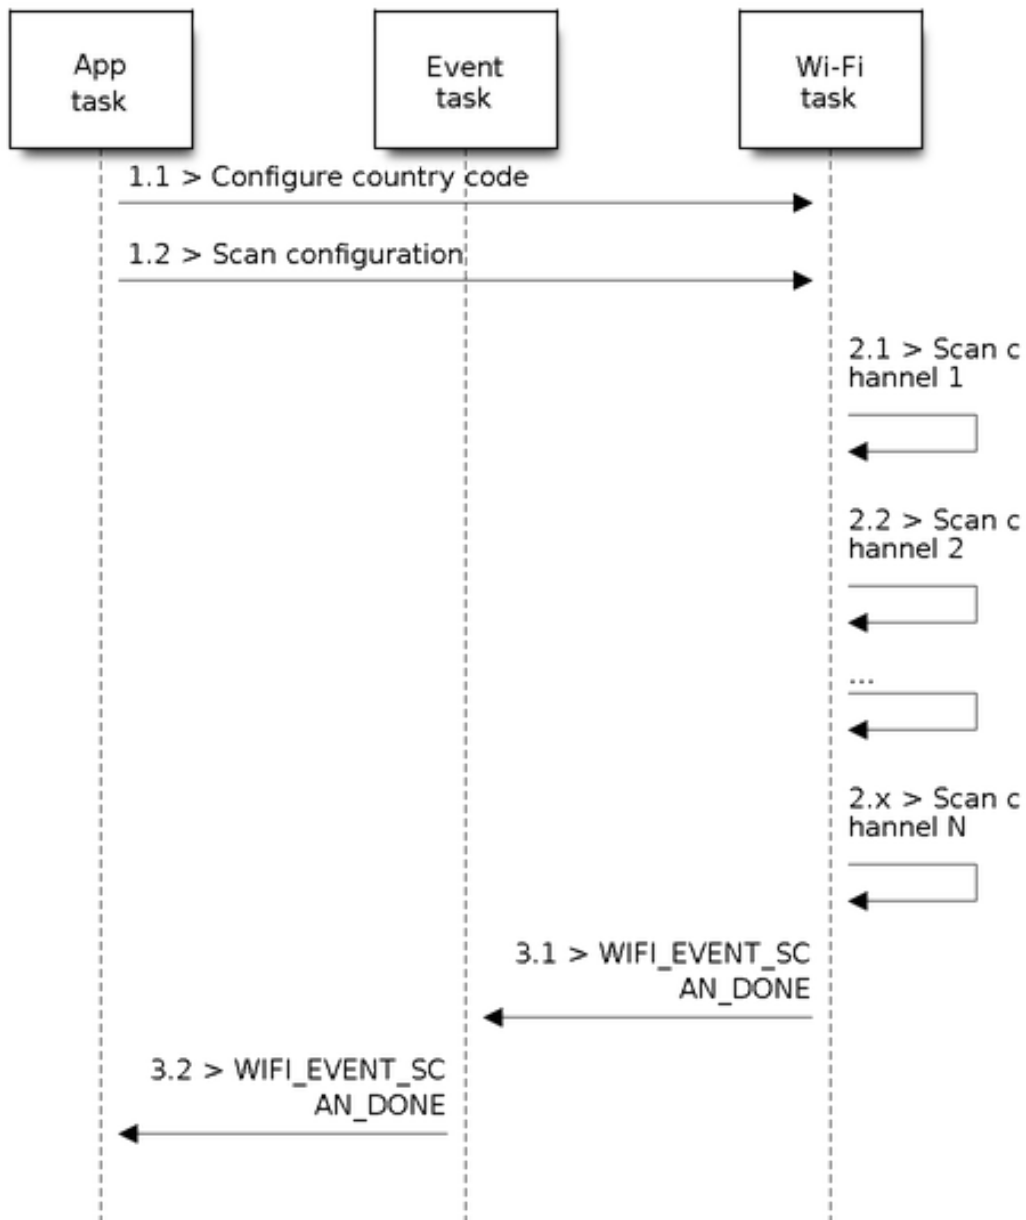 App
task
Event
task
Wi-Fi
task
1.1 > Configure country code
1.2 > Scan configuration
2.1 > Scan c
hannel 1
2.2 > Scan c
hannel 2
...
2.x > Scan c
hannel N
3.1 > WIFI_EVENT_SC
AN_DONE
3.2 > WIFI_EVENT_SC
AN_DONE